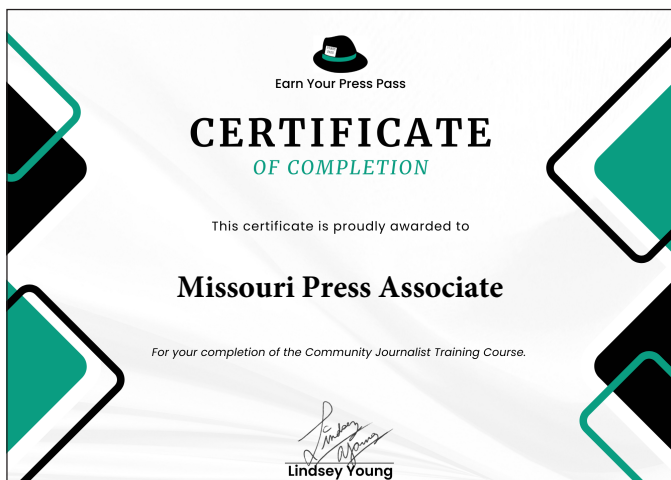 Earn Your Press Pass
CERTIFICATE
OF COMPLETION
This certificate is proudly awarded to
Missouri Press Associate
For your completion of the Community Journalist Training Course.
Lindsey Young
Lindsey Young